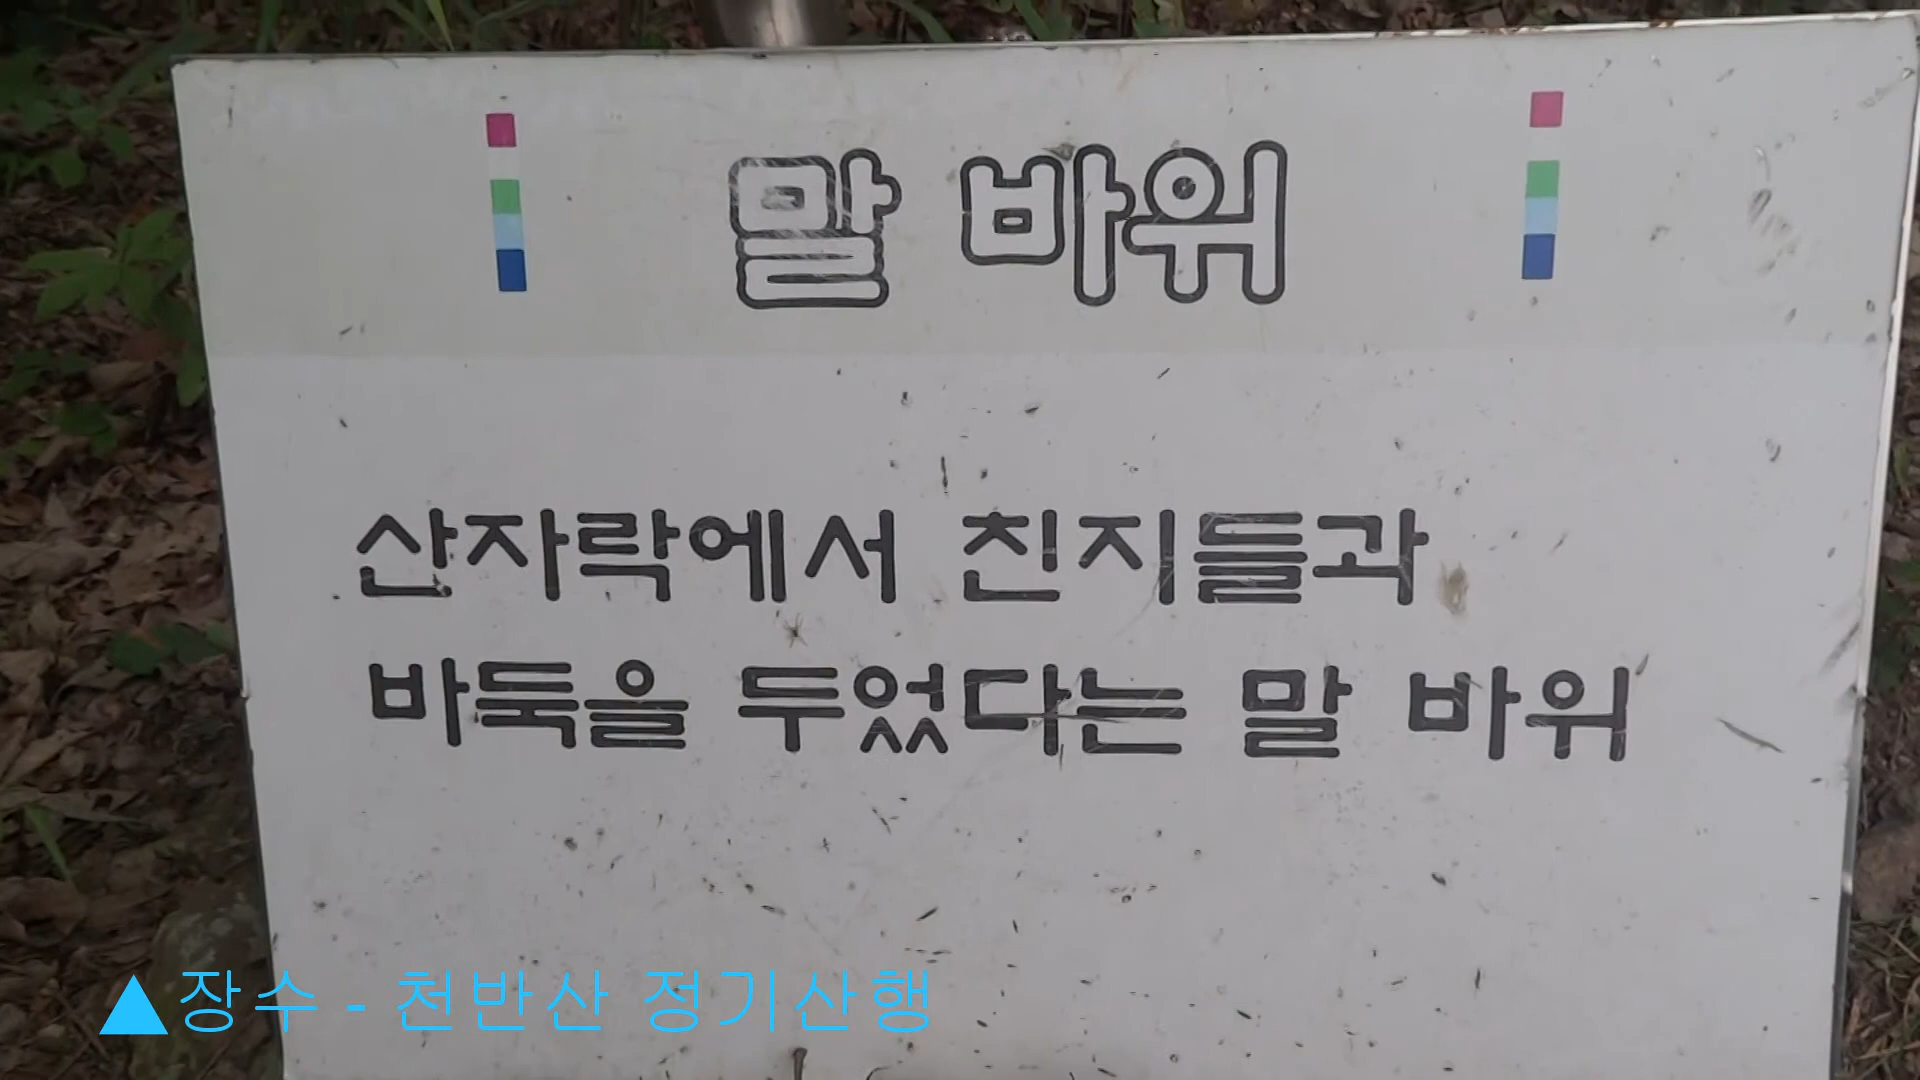 말 바위
산자락에서 친지들과
바둑을 두었다는 말 바위
▲장수 - 천반산 정기산행